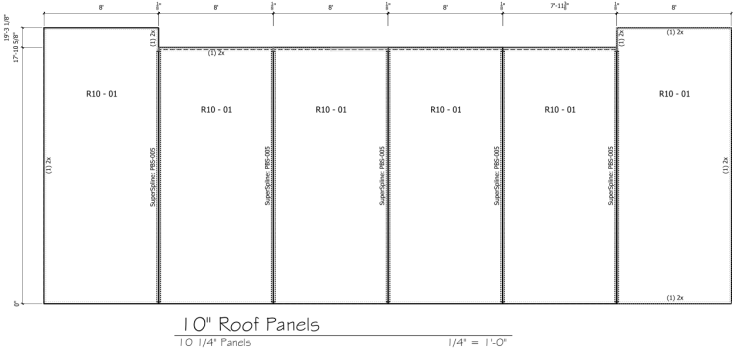 8' 8' 8' 8' 7'-11 8'
19'-3 1/8"
17'-10 5/8"
0"
(1) 2x
(1) 2x
(1) 2x
(1) 2x
R10 - 01
R10 - 01
R10 - 01
R10 - 01
R10 - 01
R10 - 01
(1) 2x
SuperSpline: PBS-005
SuperSpline: PBS-005
SuperSpline: PBS-005
SuperSpline: PBS-005
SuperSpline: PBS-005
(1) 2x
(1) 2x
10" Roof Panels
10 1/4" Panels 1/4" = 1'-0"